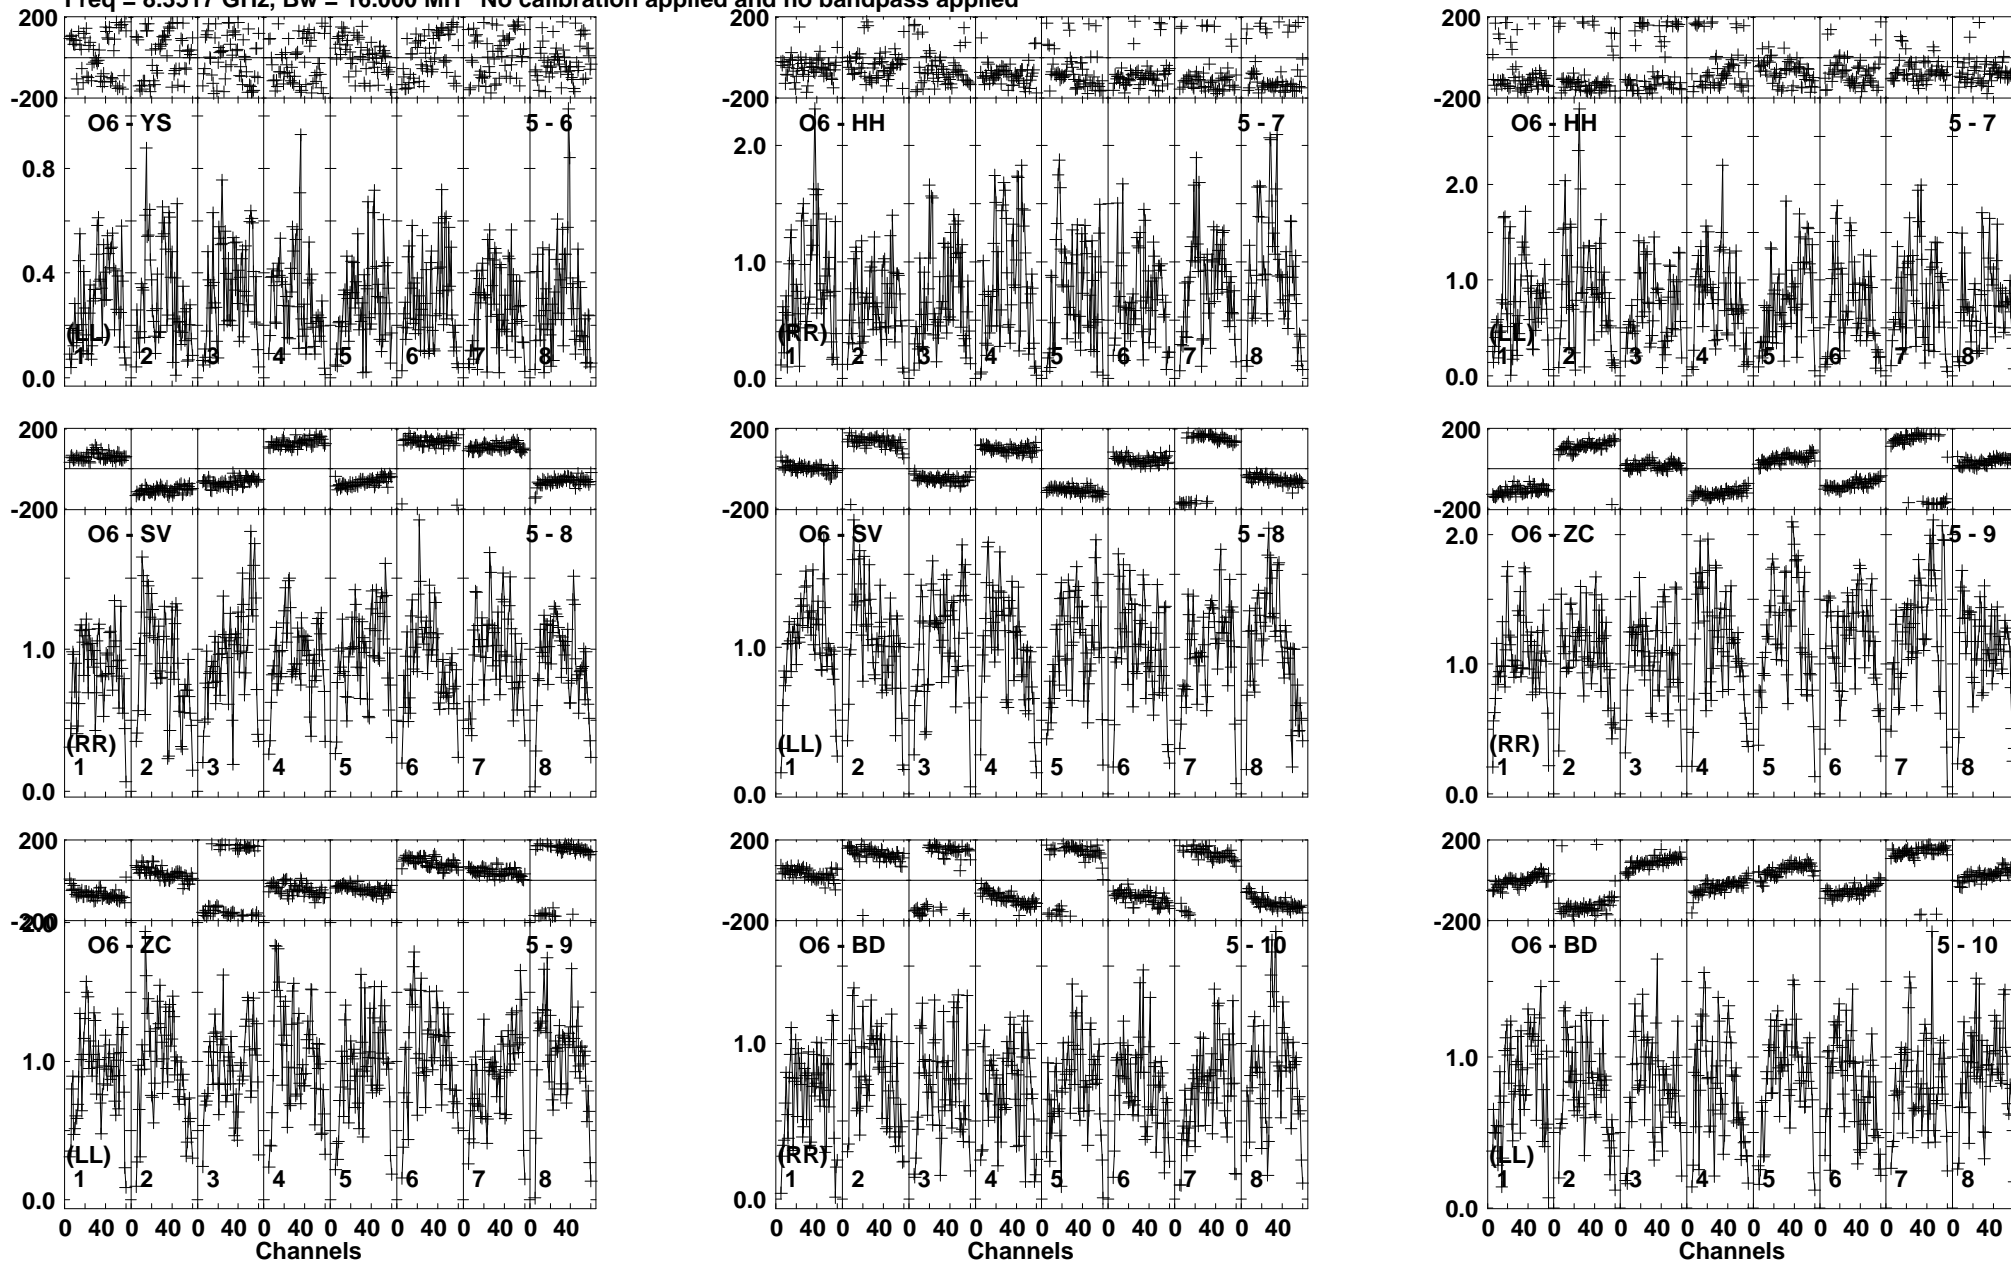 Freq = 8.3517 GHz, Bw = 16.000 MH No calibration applied and no bandpass applied
200 200 200
-200 -200 -200
O6 - YS 5 - 6 O6 - HH 5 - 7 O6 - HH 5 - 7
0.8 2.0 2.0
0.4 1.0 1.0
(LL) (RR) (LL)
1 2 3 4 5 6 7 8 1 2 3 4 5 6 7 8 1 2 3 4 5 6 7 8
0.0 0.0 0.0
200 200 200
-200 -200 -200
O6 - SV 5 - 8 O6 - SV 5 - 8 O6 - ZC 5 - 9
2.0
1.0 1.0 1.0
(RR) (LL) (RR)
1 2 3 4 5 6 7 8 1 2 3 4 5 6 7 8 1 2 3 4 5 6 7 8
0.0 0.0 0.0
200 200 200
-200 -200 -200
2.0
O6 - ZC 5 - 9 O6 - BD 5 - 10 O6 - BD 5 - 10
1.0 1.0 1.0
(LL) (RR) (LL)
1 2 3 4 5 6 7 8 1 2 3 4 5 6 7 8 1 2 3 4 5 6 7 8
0.0 0.0 0.0
0 40 0 40 0 40 0 40 0 40 0 40 0 40 0 40 0 40 0 40 0 40 0 40 0 40 0 40 0 40 0 40 0 40 0 40 0 40 0 40 0 40 0 40 0 40 0 40
Channels Channels Channels